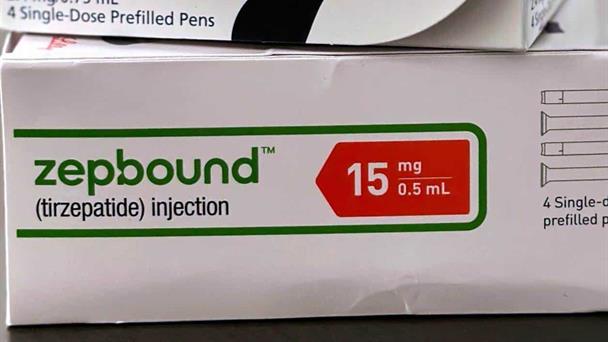 4 Single-Dose Prefilled Pens
zepbound™
(tirzepatide) injection
15 mg
0.5 mL
4 Single-
prefilled